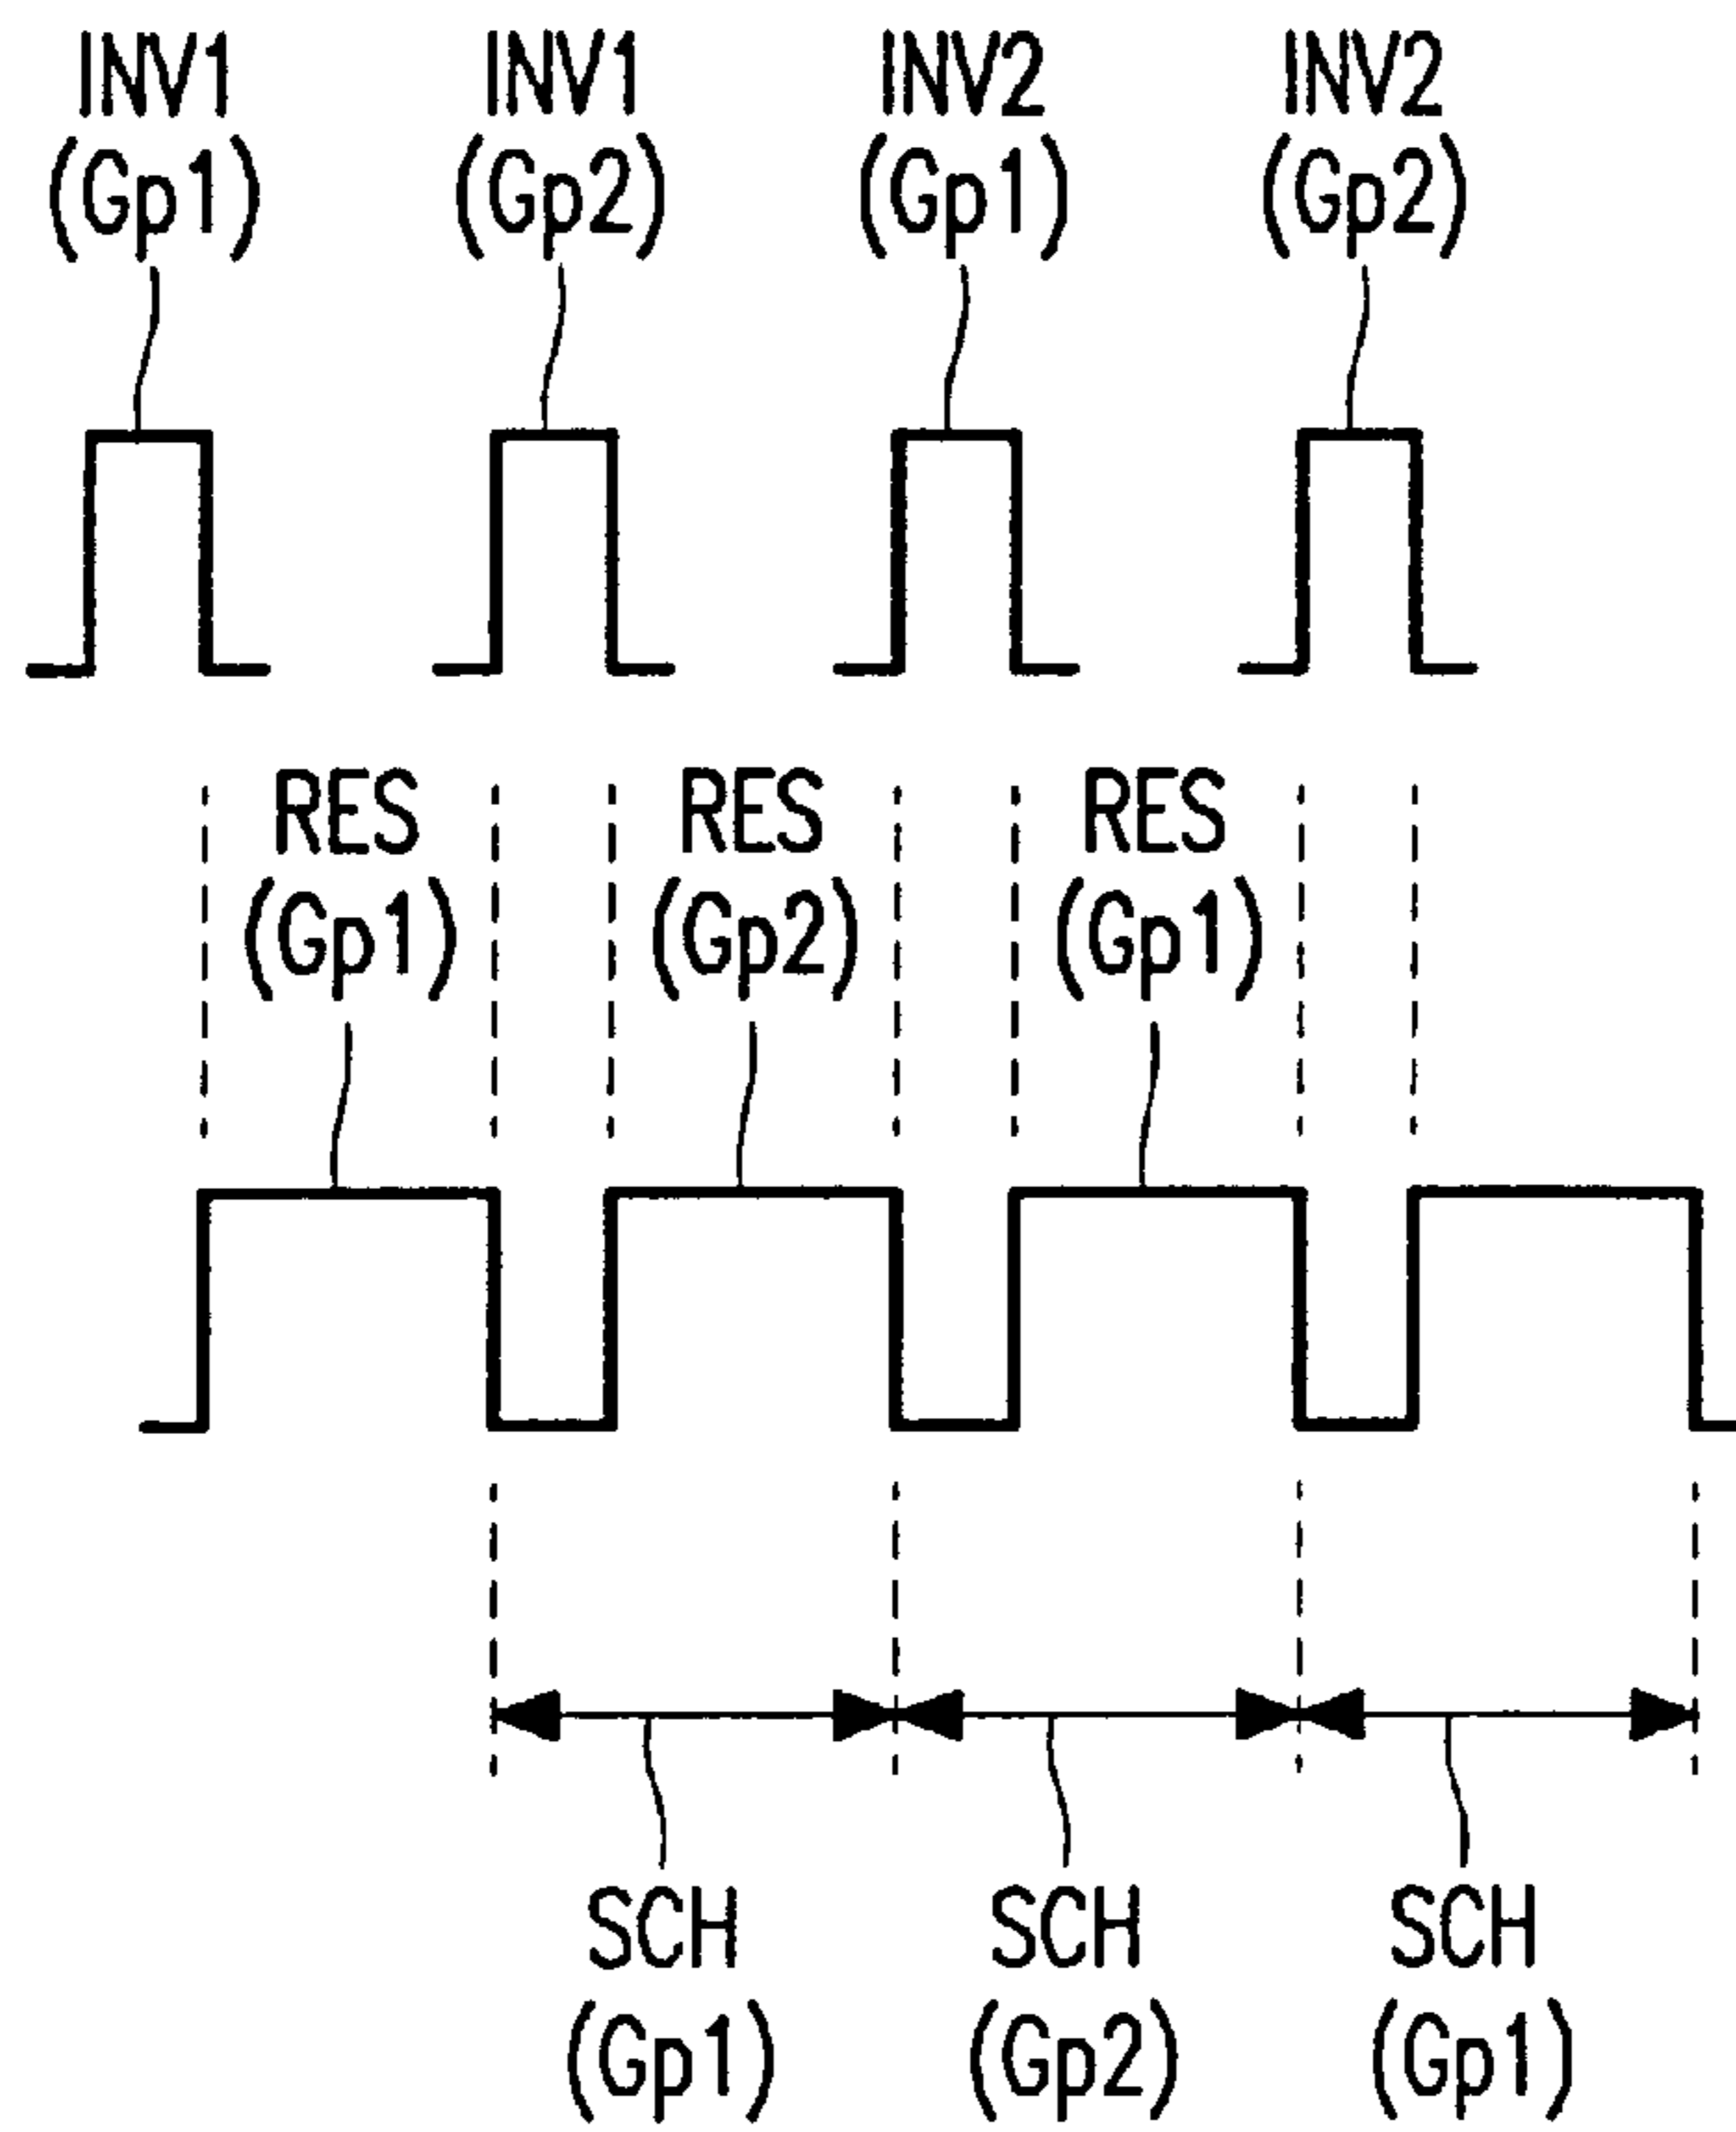 INV1 INV1 INV2 INV2
(Gp1) (Gp2) (Gp1) (Gp2)
RES RES RES
(Gp1) (Gp2) (Gp1)
SCH SCH SCH
(Gp1) (Gp2) (Gp1)